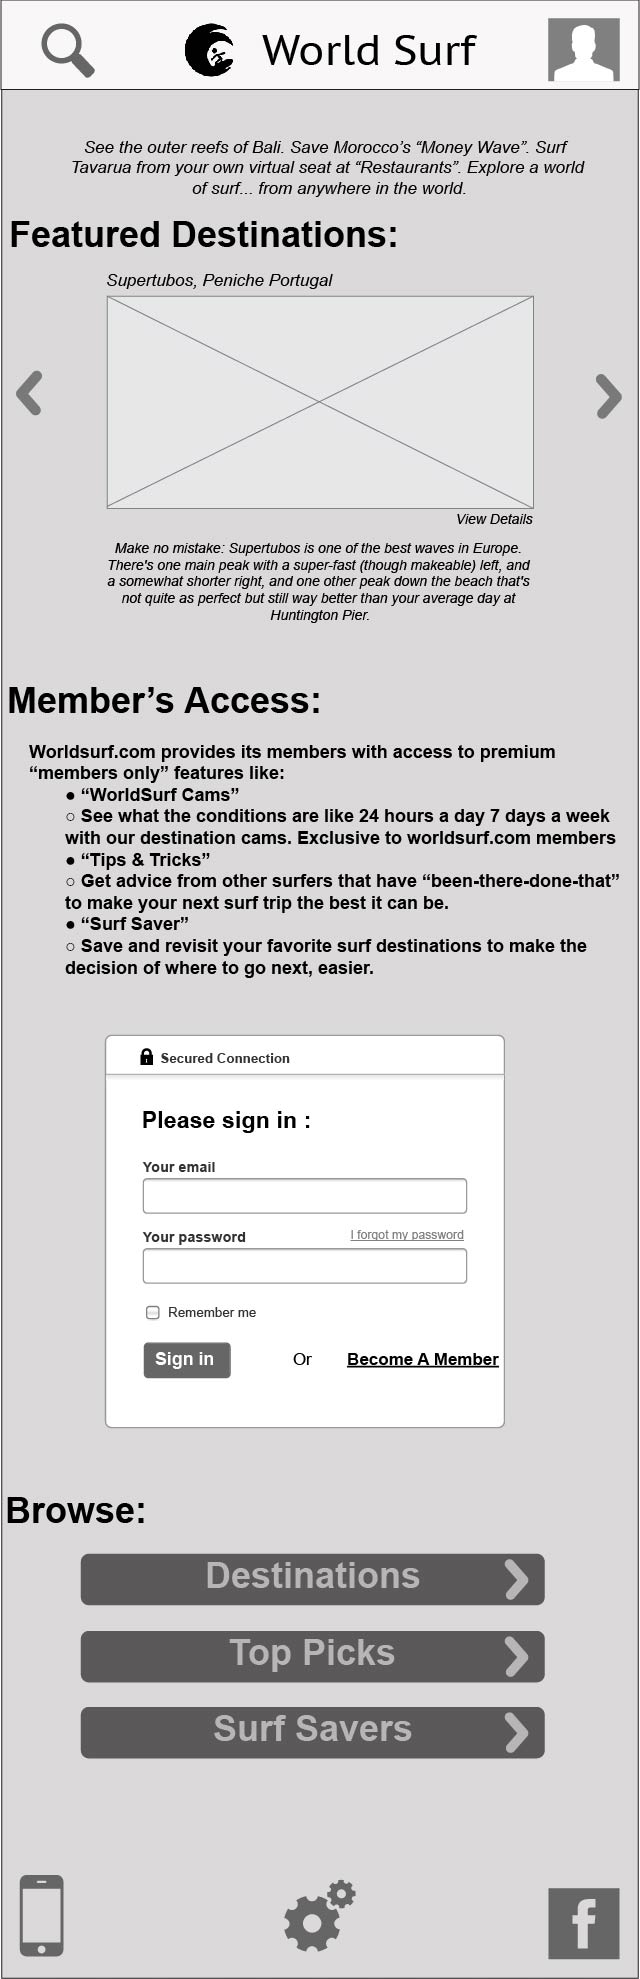 World Surf
See the outer reefs of Bali. Save Morocco’s “Money Wave”. Surf
Tavarua from your own virtual seat at “Restaurants”. Explore a world
of surf... from anywhere in the world.
Featured Destinations:
Supertubos, Peniche Portugal
View Details
Make no mistake: Supertubos is one of the best waves in Europe.
There's one main peak with a super-fast (though makeable) left, and
a somewhat shorter right, and one other peak down the beach that's
not quite as perfect but still way better than your average day at
Huntington Pier.
Member’s Access:
Worldsurf.com provides its members with access to premium
“members only” features like:
● “WorldSurf Cams”
○ See what the conditions are like 24 hours a day 7 days a week
with our destination cams. Exclusive to worldsurf.com members
● “Tips & Tricks”
○ Get advice from other surfers that have “been-there-done-that”
to make your next surf trip the best it can be.
● “Surf Saver”
○ Save and revisit your favorite surf destinations to make the
decision of where to go next, easier.
Secured Connection
Please sign in :
Your email
Your password I forgot my password
Remember me
Sign in Or Become A Member
Browse:
Destinations
Top Picks
Surf Savers
f